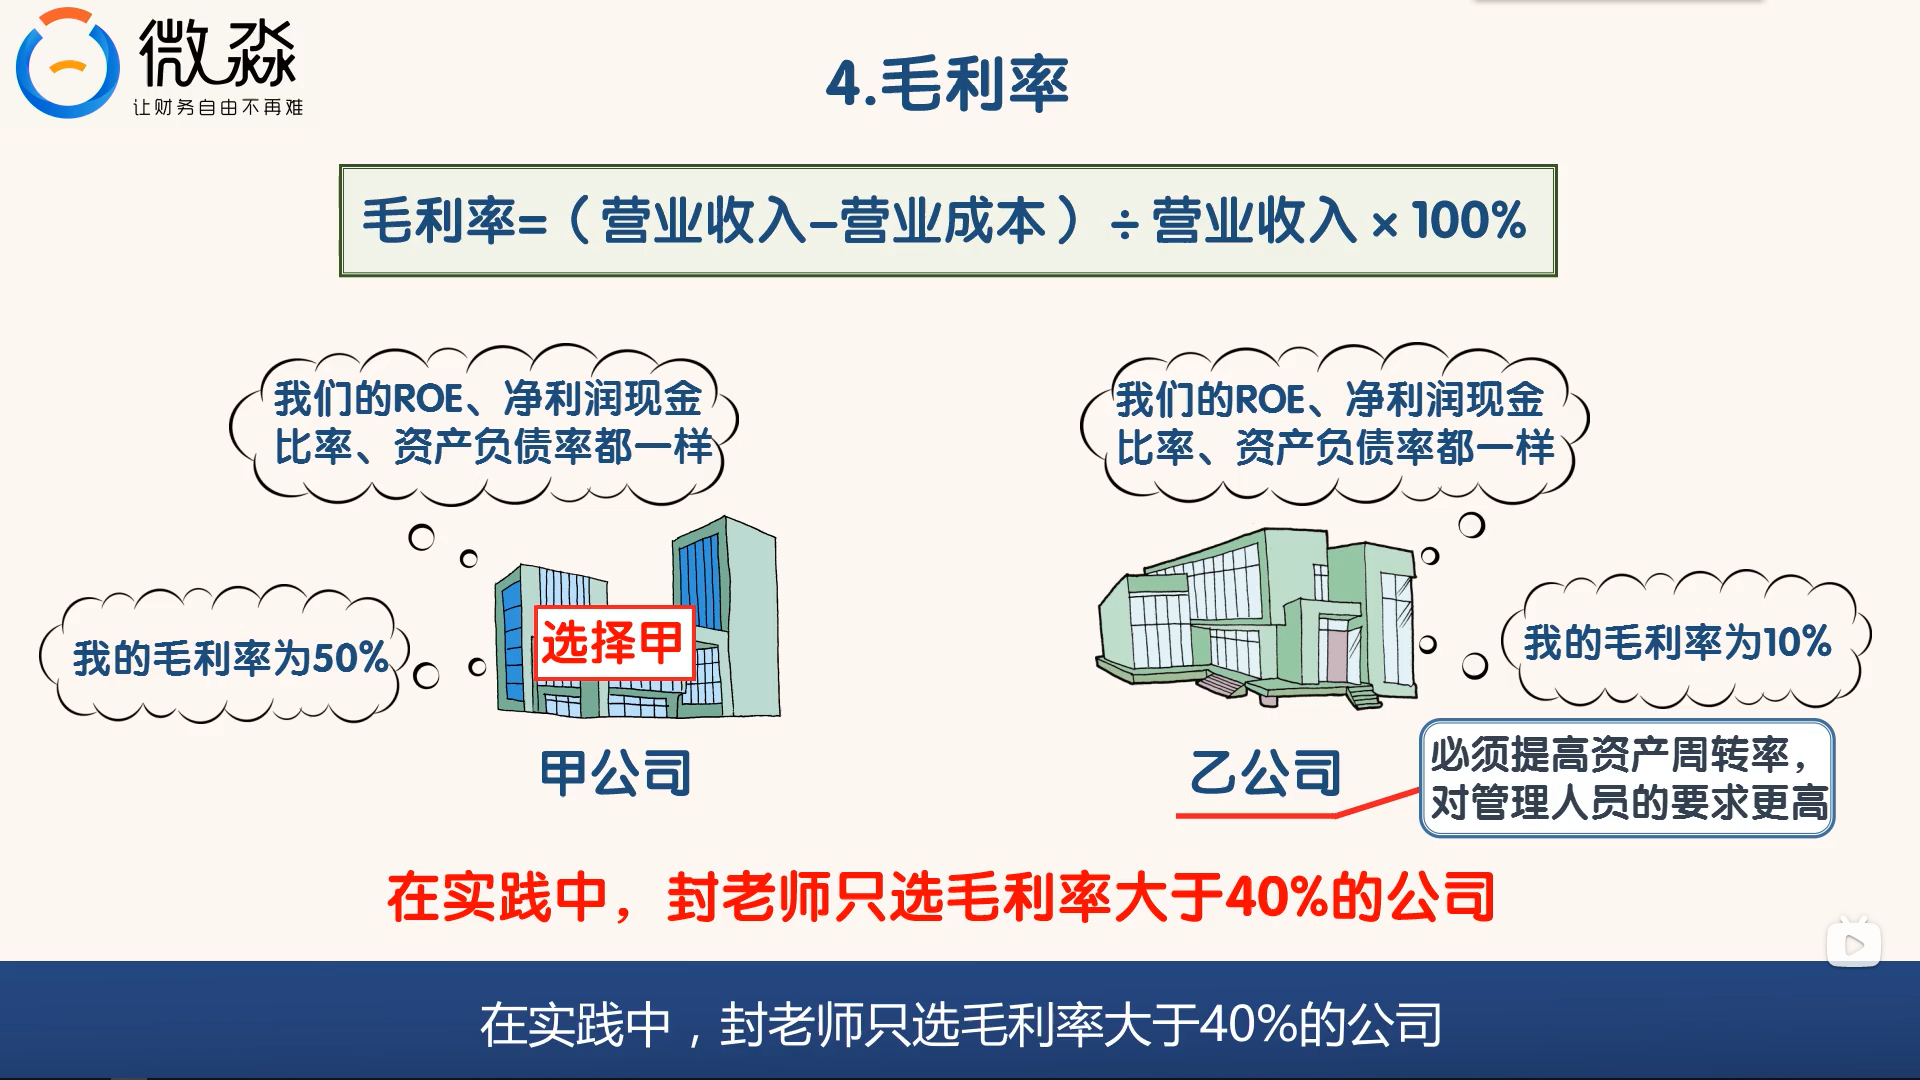 微淼
让财务自由不再难
4.毛利率
毛利率=（营业收入-营业成本）÷营业收入×100%
我们的ROE、净利润现金
比率、资产负债率都一样
我们的ROE、净利润现金
比率、资产负债率都一样
我的毛利率为50%
选择甲
我的毛利率为10%
甲公司
乙公司
必须提高资产周转率，
对管理人员的要求更高
在实践中，封老师只选毛利率大于40%的公司
在实践中，封老师只选毛利率大于40%的公司